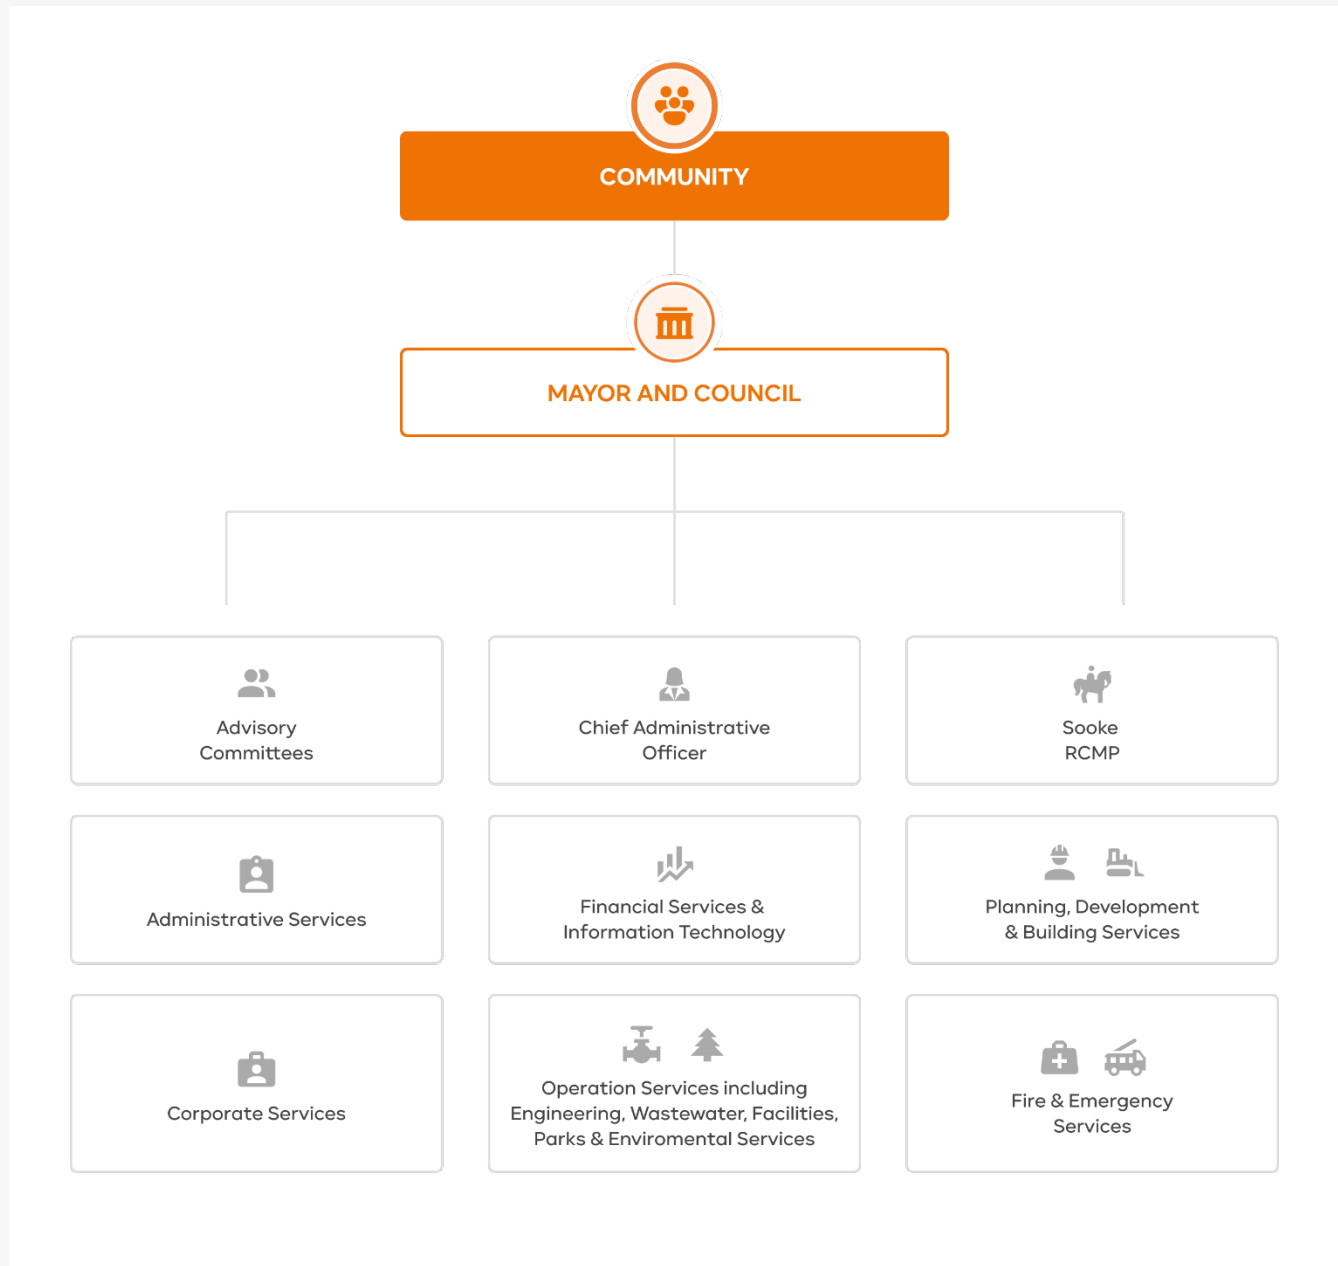 COMMUNITY
MAYOR AND COUNCIL
Advisory
Committees
Chief Administrative
Officer
Sooke
RCMP
Administrative Services
Financial Services &
Information Technology
Planning, Development
& Building Services
Corporate Services
Operation Services including
Engineering, Wastewater, Facilities,
Parks & Enviromental Services
Fire & Emergency
Services